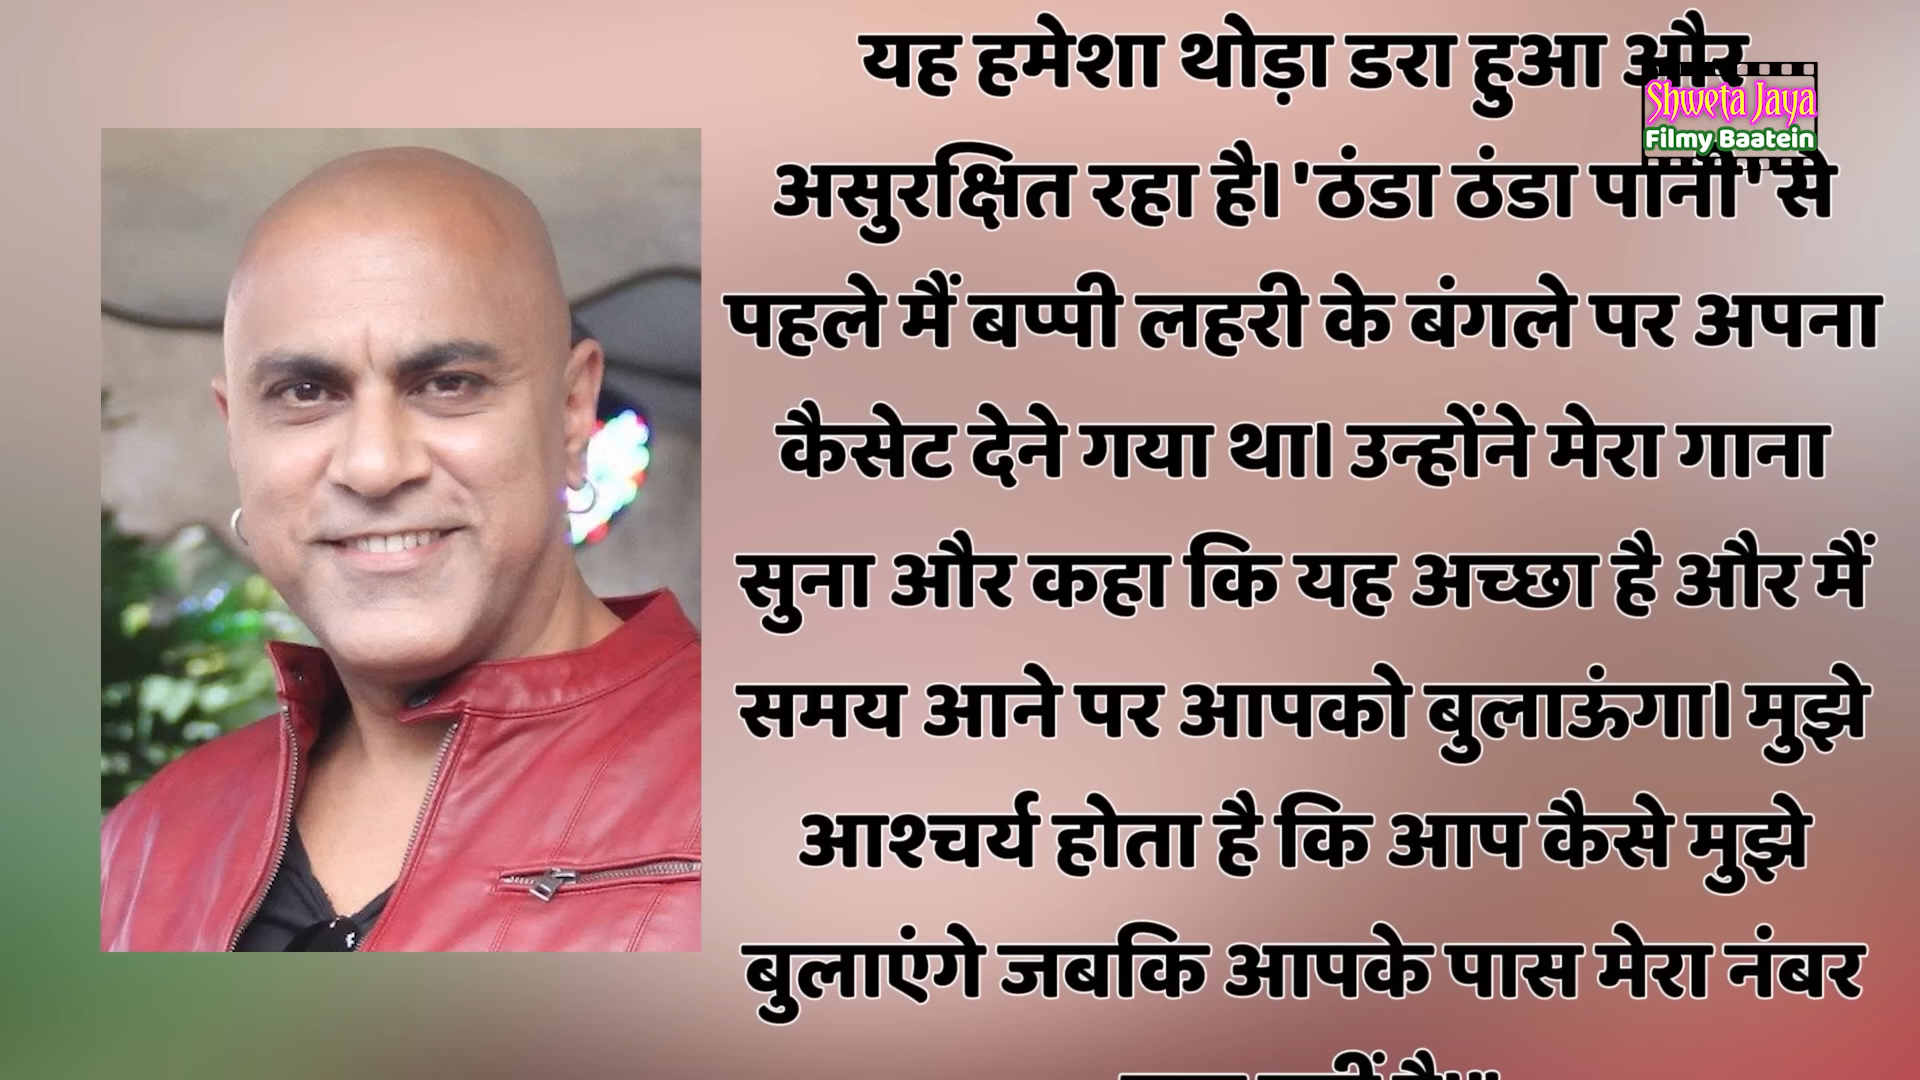 यह हमेशा थोड़ा डरा हुआ और
Shweta Jaya
Filmy Baatein
असुरक्षित रहा है। 'ठंडा ठंडा पानी' से
पहले मैं बप्पी लहरी के बंगले पर अपना
कैसेट देने गया था। उन्होंने मेरा गाना
सुना और कहा कि यह अच्छा है और मैं
समय आने पर आपको बुलाऊंगा। मुझे
आश्चर्य होता है कि आप कैसे मुझे
बुलाएंगे जबकि आपके पास मेरा नंबर